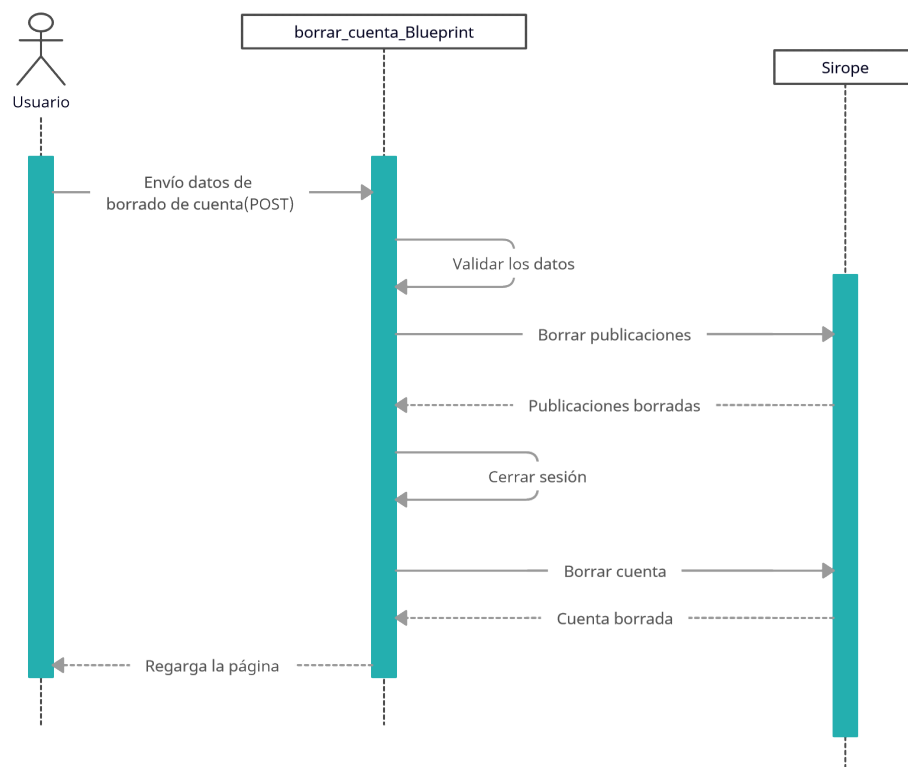 borrar_cuenta_Blueprint
Sirope
Usuario
Envío datos de
borrado de cuenta(POST)
Validar los datos
Borrar publicaciones
Publicaciones borradas
Cerrar sesión
Borrar cuenta
Cuenta borrada
Regarga la página